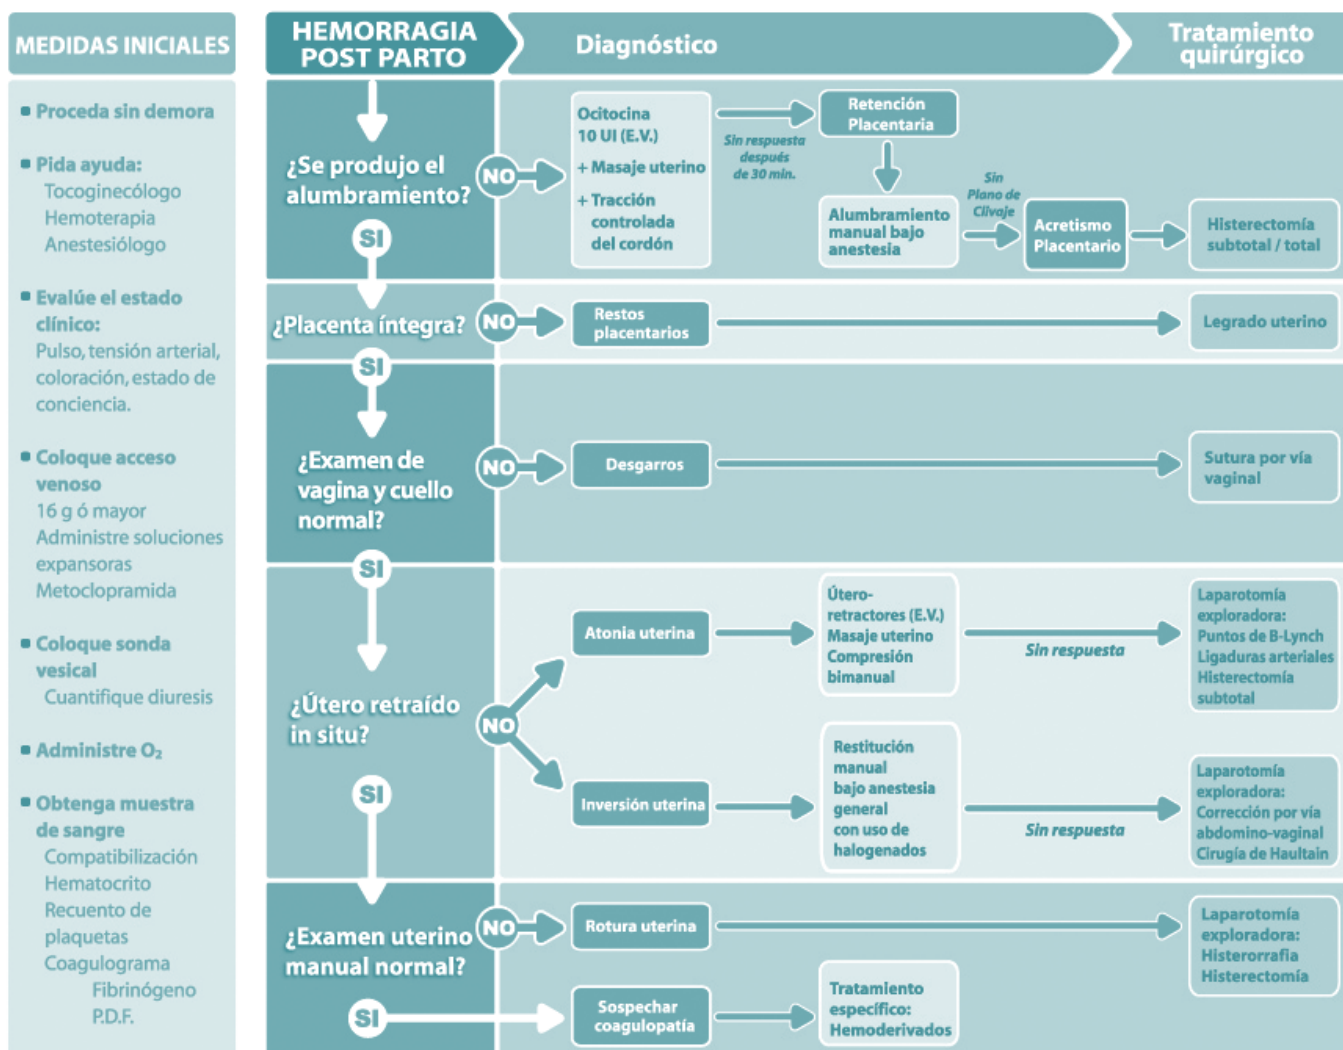 MEDIDAS INICIALES
Proceda sin demora
Pida ayuda:
Tocoginecólogo
Hemoterapia
Anestesiólogo
Evalúe el estado
clínico:
Pulso, tensión arterial,
coloración, estado de
conciencia.
Coloque acceso
venoso
16 g ó mayor
Administre soluciones
expansoras
Metoclopramida
Coloque sonda
vesical
Cuantifique diuresis
Administre O₂
Obtenga muestra
de sangre
Compatibilización
Hematocrito
Recuento de
plaquetas
Coagulograma
Fibrinógeno
P.D.F.
HEMORRAGIA
POST PARTO
Diagnóstico
Tratamiento
quirúrgico
¿Se produjo el
alumbramiento?
NO
Ocitocina
10 UI (E.V.)
+ Masaje uterino
+ Tracción
controlada
del cordón
Sin respuesta
después
de 30 min.
Retención
Placentaria
Alumbramiento
manual bajo
anestesia
Sin
Plano de
Clivaje
Acretismo
Placentario
Histerectomía
subtotal / total
SI
¿Placenta íntegra?
NO
Restos
placentarios
Legrado uterino
SI
¿Examen de
vagina y cuello
normal?
NO
Desgarros
Sutura por vía
vaginal
SI
¿Útero retraído
in situ?
NO
Atonia uterina
Útero-
retractores (E.V.)
Masaje uterino
Compresión
bimanual
Sin respuesta
Laparotomía
exploradora:
Puntos de B-Lynch
Ligaduras arteriales
Histerectomía
subtotal
Inversión uterina
Restitución
manual
bajo anestesia
general
con uso de
halogenados
Sin respuesta
Laparotomía
exploradora:
Corrección por vía
abdomino-vaginal
Cirugía de Haultain
SI
¿Examen uterino
manual normal?
NO
Rotura uterina
Laparotomía
exploradora:
Histerorrafia
Histerectomía
SI
Sospechar
coagulopatía
Tratamiento
específico:
Hemoderivados